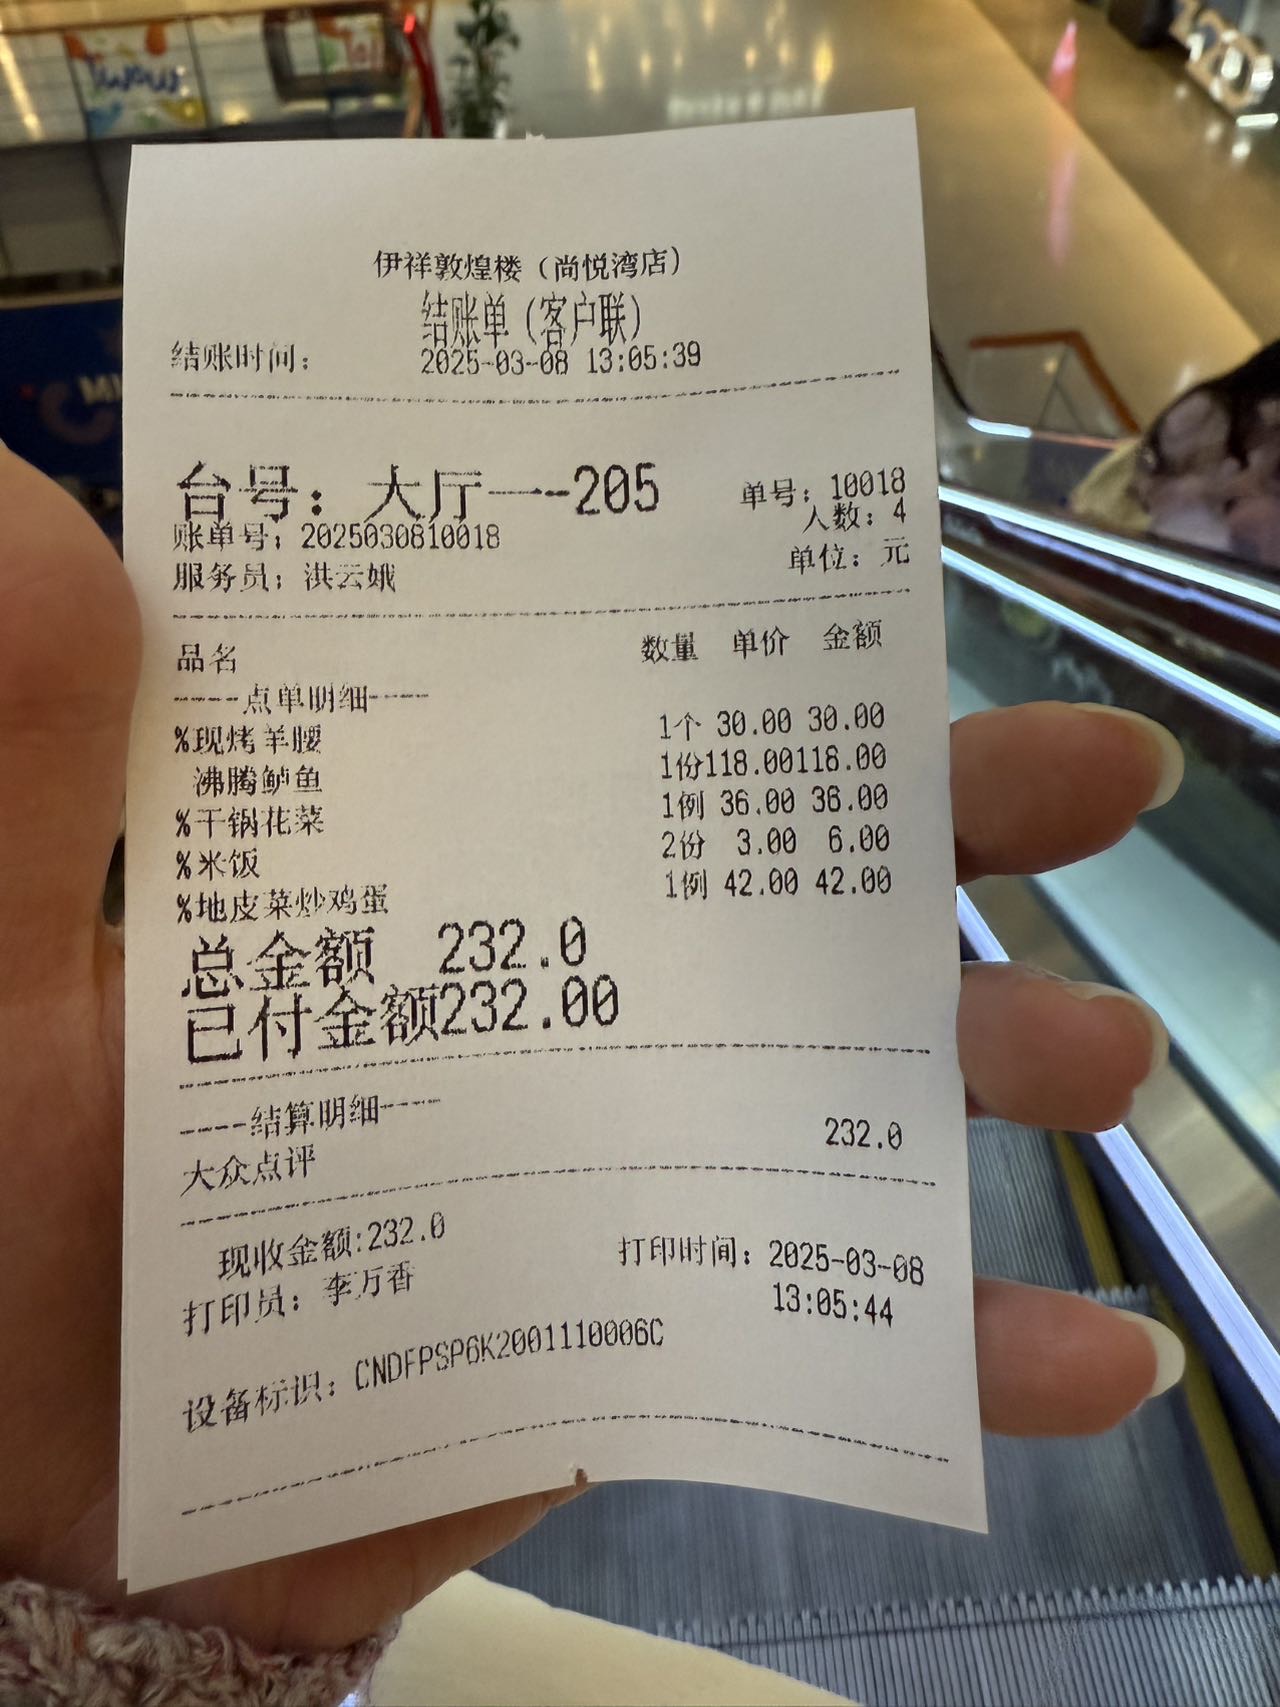 伊祥敦煌楼（尚悦湾店）
结账单（客户联）
结账时间： 2025-03-08 13:05:39
台号：大厅一-205 单号：10018
人数：4
账单号：2025030810018
服务员：洪云娥 单位：元
品名 数量 单价 金额
----点单明细----
%现烤羊腰 1个 30.00 30.00
沸腾鲈鱼 1份118.00118.00
%干锅花菜 1例 36.00 36.00
%米饭 2份 3.00 6.00
%地皮菜炒鸡蛋 1例 42.00 42.00
总金额 232.0
已付金额232.00
----结算明细----
大众点评 232.0
现收金额:232.0
打印员：李万香 打印时间：2025-03-08
13:05:44
设备标识：CNDFPSP6K2001110006C